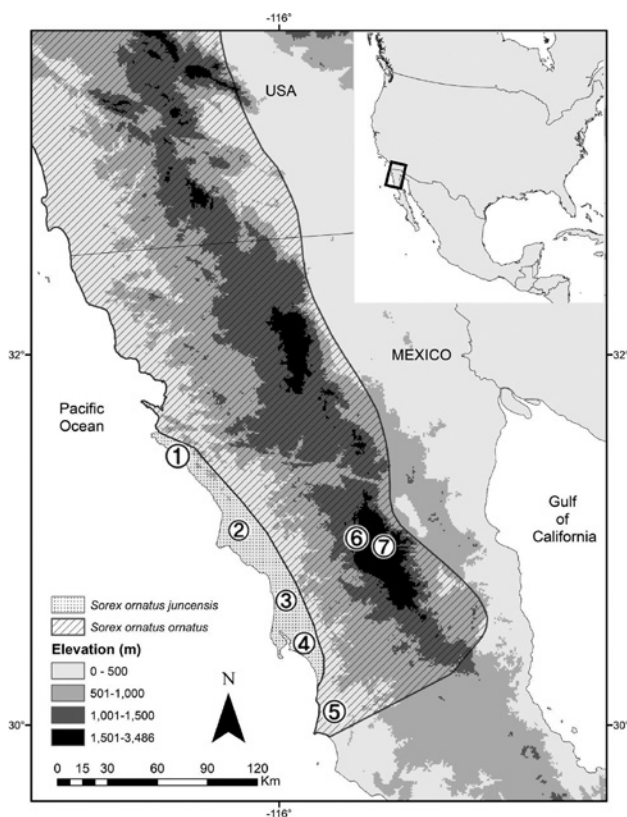 -116°
USA
32°
32°
MEXICO
Pacific
Ocean
Gulf
of
California
1
2
3
4
5
6
7
Sorex ornatus juncensis
Sorex ornatus ornatus
Elevation (m)
0 - 500
501-1,000
1,001-1,500
1,501-3,486
N
0 15 30 60 90 120
Km
30°
30°
-116°